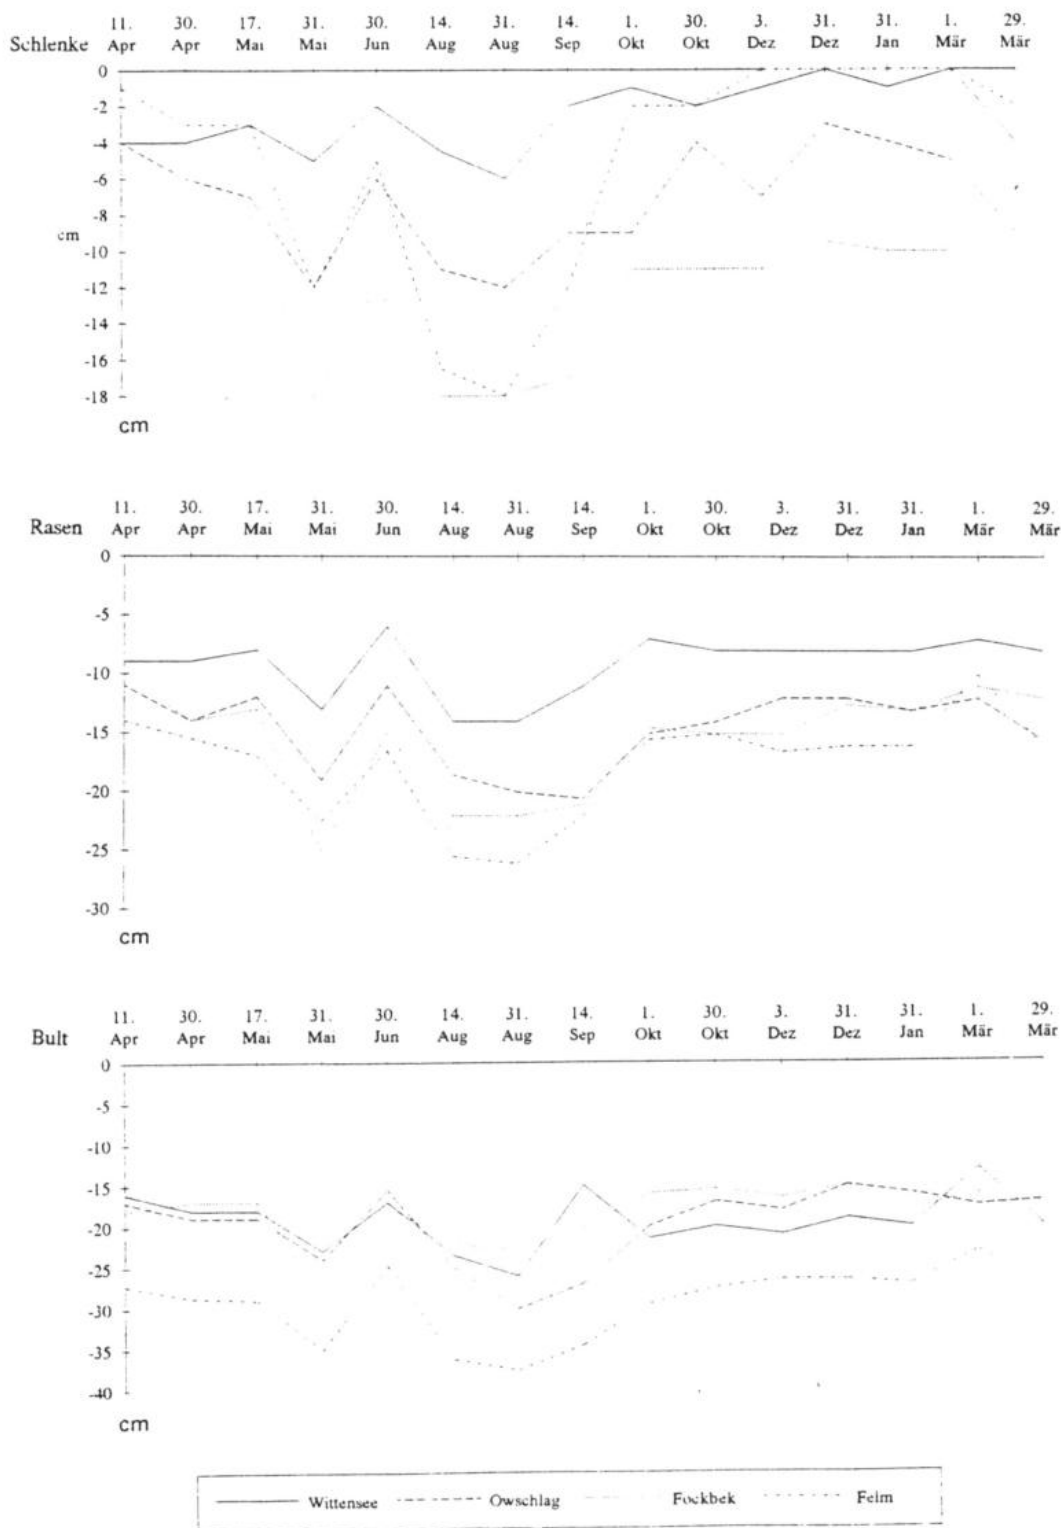 11. 30. 17. 31. 30. 14. 31. 14. 1. 30. 3. 31. 31. 1. 29.
Schlenke Apr Apr Mai Mai Jun Aug Aug Sep Okt Okt Dez Dez Jan Mär Mär
0
-2
-4
-6
-8
cm
-10
-12
-14
-16
-18
cm
11. 30. 17. 31. 30. 14. 31. 14. 1. 30. 3. 31. 31. 1. 29.
Rasen Apr Apr Mai Mai Jun Aug Aug Sep Okt Okt Dez Dez Jan Mär Mär
0
-5
-10
-15
-20
-25
-30
cm
11. 30. 17. 31. 30. 14. 31. 14. 1. 30. 3. 31. 31. 1. 29.
Bult Apr Apr Mai Mai Jun Aug Aug Sep Okt Okt Dez Dez Jan Mär Mär
0
-5
-10
-15
-20
-25
-30
-35
-40
cm
Wittensee Owschlag Fockbek Felm